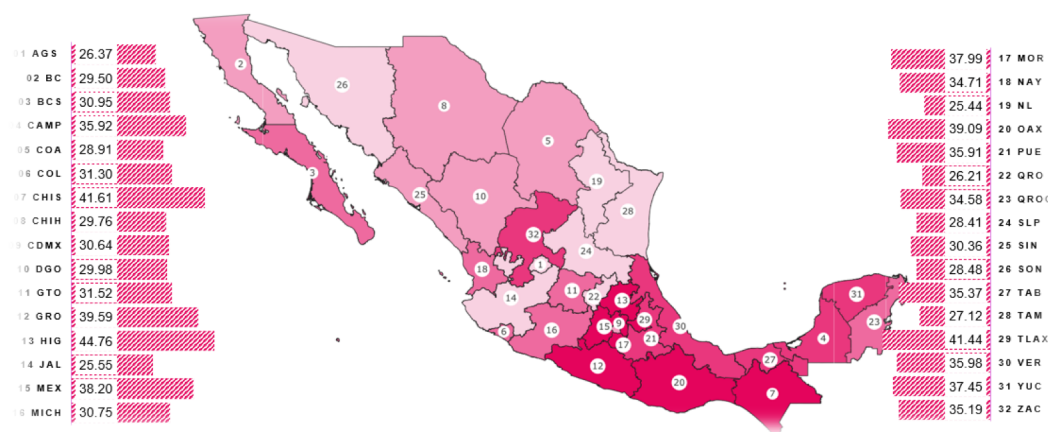 01 AGS 26.37
02 BC 29.50
03 BCS 30.95
CAMP 35.92
05 COA 28.91
06 COL 31.30
07 CHIS 41.61
08 CHIH 29.76
9 CDMX 30.64
10 DGO 29.98
11 GTO 31.52
12 GRO 39.59
13 HIG 44.76
14 JAL 25.55
15 MEX 38.20
16 MICH 30.75
2
26
8
5
3
19
25
10
28
32
24
18
1
14
11
22
13
31
6
16
15
9
29
30
23
17
21
4
27
12
20
7
37.99 17 MOR
34.71 18 NAY
25.44 19 NL
39.09 20 OAX
35.91 21 PUE
26.21 22 QRO
34.58 23 QROO
28.41 24 SLP
30.36 25 SIN
28.48 26 SON
35.37 27 TAB
27.12 28 TAM
41.44 29 TLAX
35.98 30 VER
37.45 31 YUC
35.19 32 ZAC